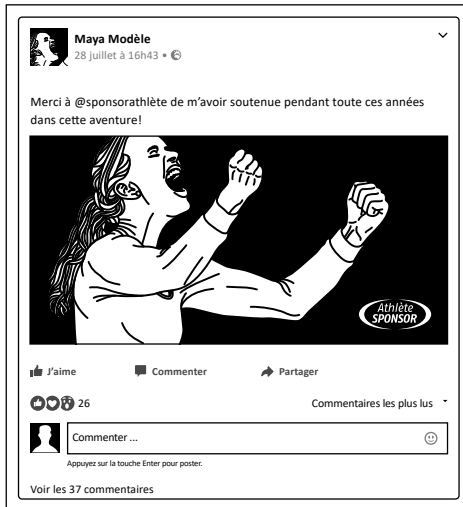 Maya Modèle
28 juillet à 16h43 •
Merci à @sponsorathlète de m'avoir soutenue pendant toute ces années
dans cette aventure!
Athlète
SPONSOR
J'aime
Commenter
Partager
26
Commentaires les plus lus
Commenter ...
Appuyez sur la touche Enter pour poster.
Voir les 37 commentaires